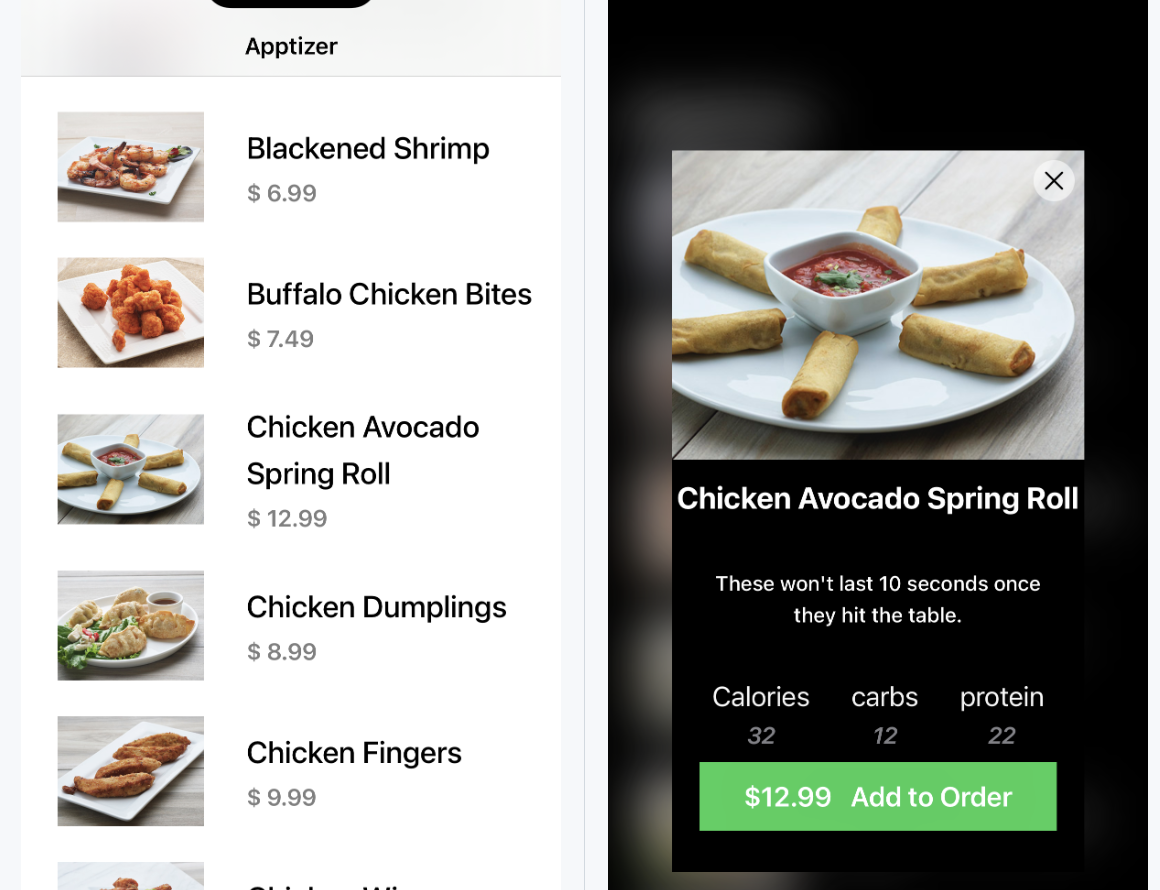 Apptizer
Blackened Shrimp
$ 6.99
Buffalo Chicken Bites
$ 7.49
Chicken Avocado
Spring Roll
$ 12.99
Chicken Dumplings
$ 8.99
Chicken Fingers
$ 9.99
Chicken
Chicken Avocado Spring Roll
These won't last 10 seconds once
they hit the table.
Calories carbs protein
32 12 22
$12.99 Add to Order